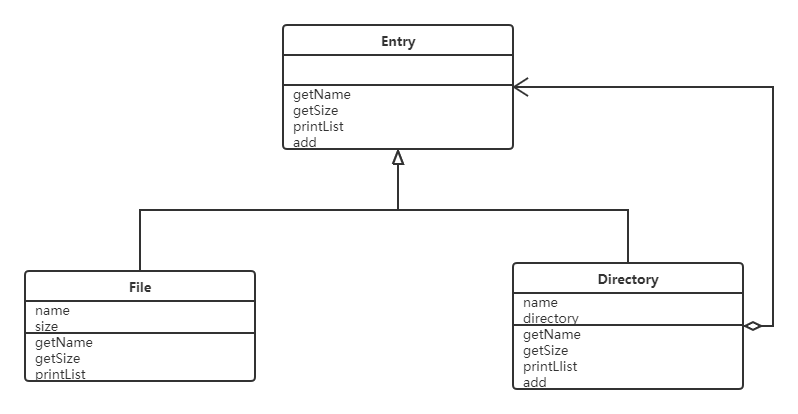 Entry
getName
getSize
printList
add
File
name
size
getName
getSize
printList
Directory
name
directory
getName
getSize
printLlist
add